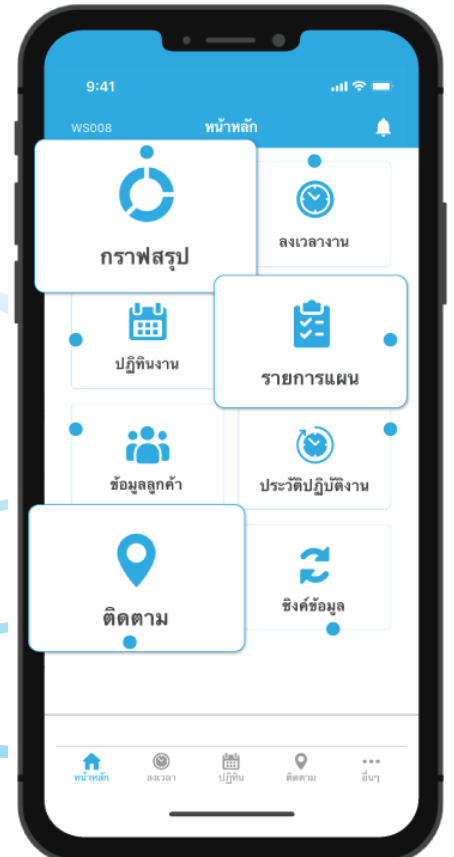 9:41
WS008
หน้าหลัก
กราฟสรุป
ลงเวลางาน
ปฏิทินงาน
รายการแผน
ข้อมูลลูกค้า
ประวัติปฏิบัติงาน
ติดตาม
ซิงค์ข้อมูล
หน้าหลัก
ลงเวลา
ปฏิทิน
ติดตาม
อื่นๆ